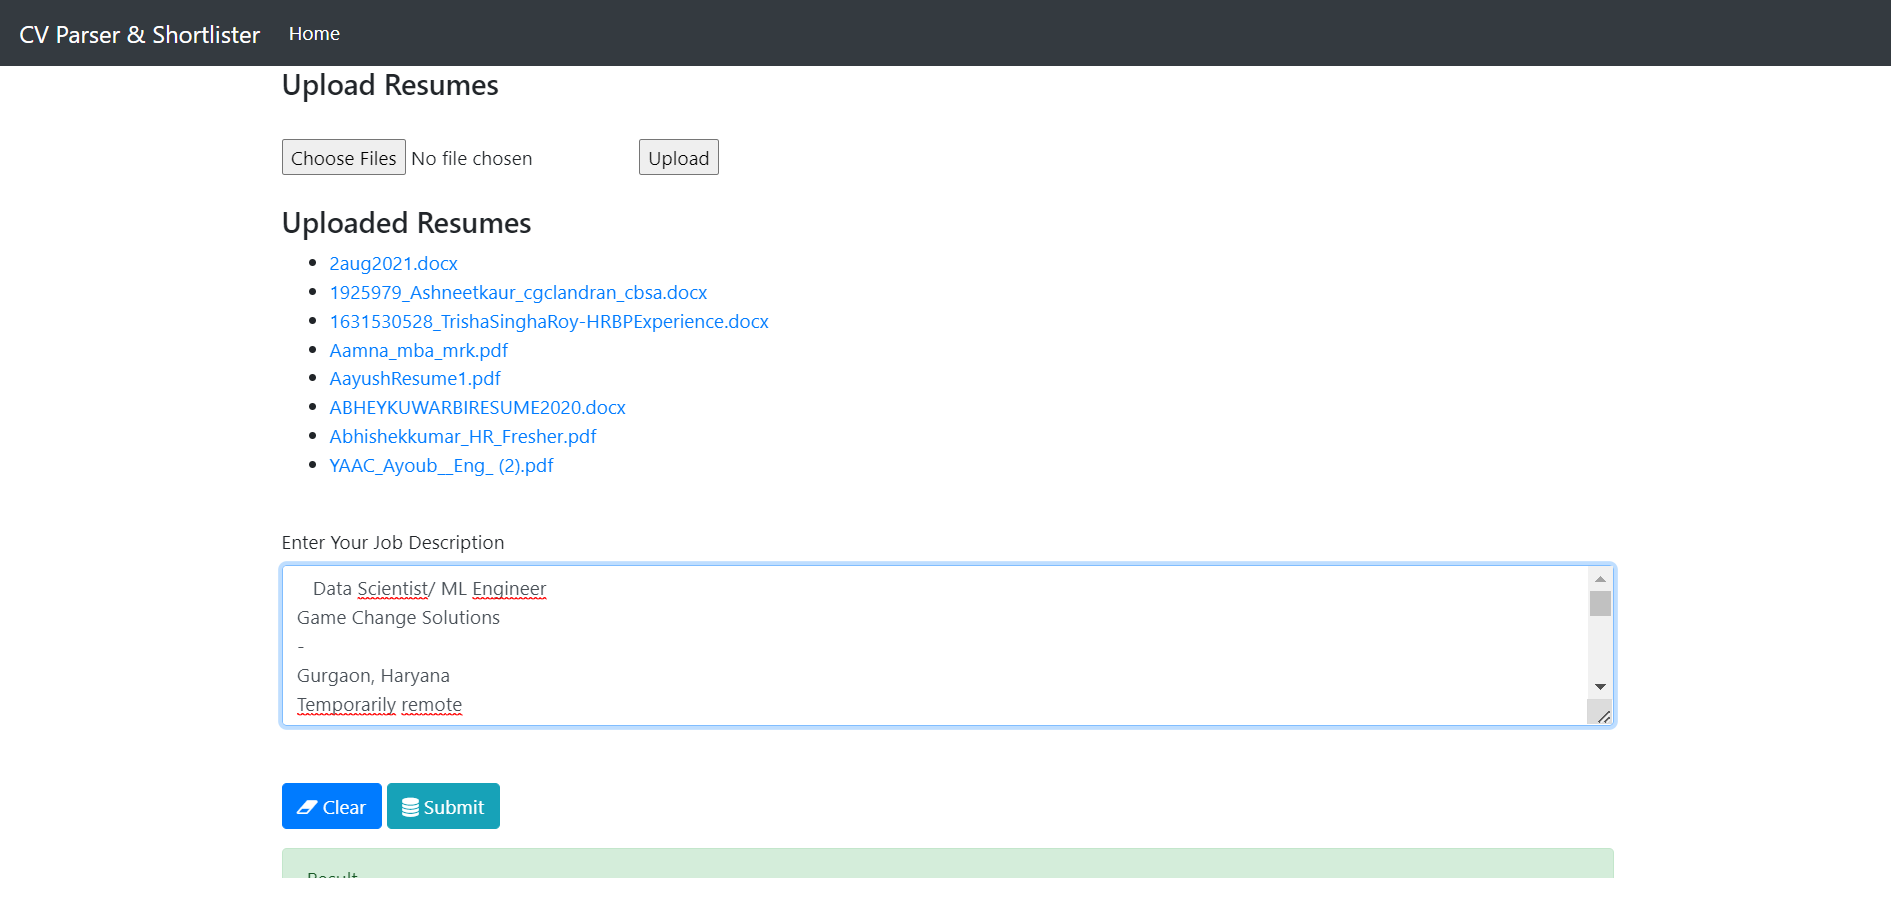 CV Parser & Shortlister Home
Upload Resumes
Choose Files No file chosen Upload
Uploaded Resumes
2aug2021.docx
1925979_Ashneetkaur_cgclandran_cbsa.docx
1631530528_TrishaSinghaRoy-HRBPExperience.docx
Aamna_mba_mrk.pdf
AayushResume1.pdf
ABHEYKUWARBIRESUME2020.docx
Abhishekkumar_HR_Fresher.pdf
YAAC_Ayoub__Eng_ (2).pdf
Enter Your Job Description
Data Scientist/ ML Engineer
Game Change Solutions
-
Gurgaon, Haryana
Temporarily remote
Clear Submit
Result